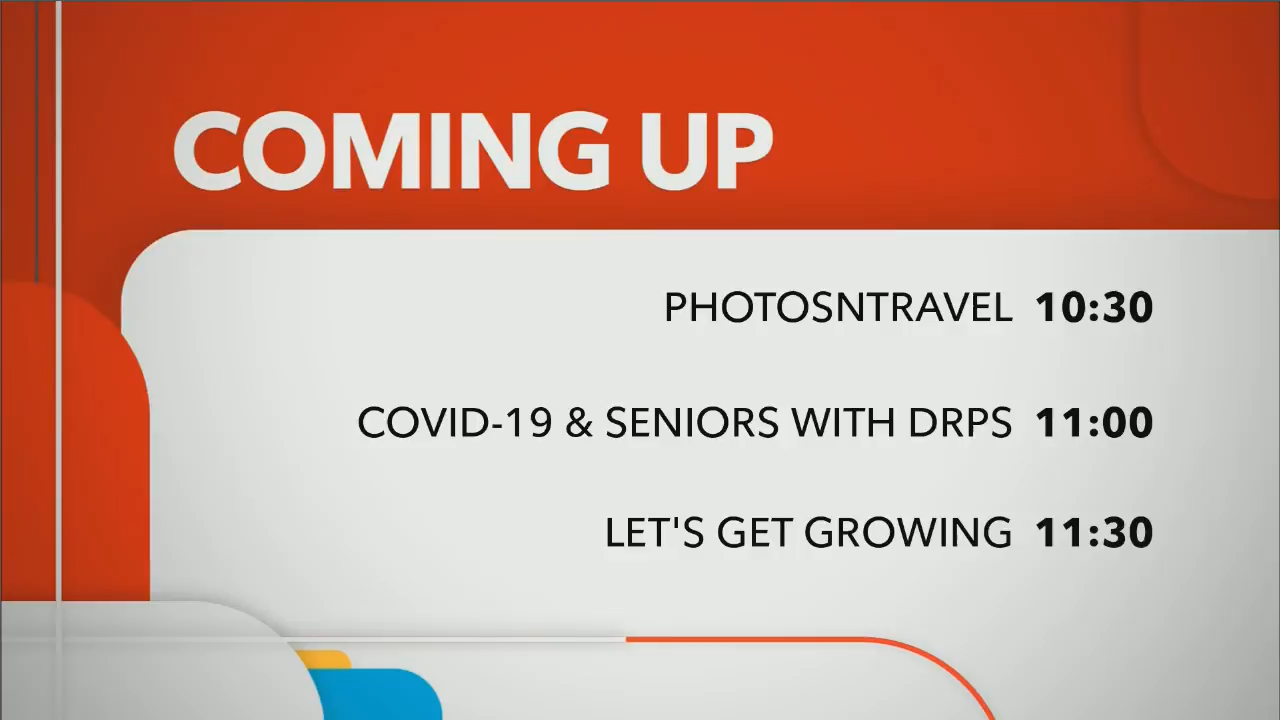 COMING UP
PHOTOSNTRAVEL 10:30
COVID-19 & SENIORS WITH DRPS 11:00
LET'S GET GROWING 11:30